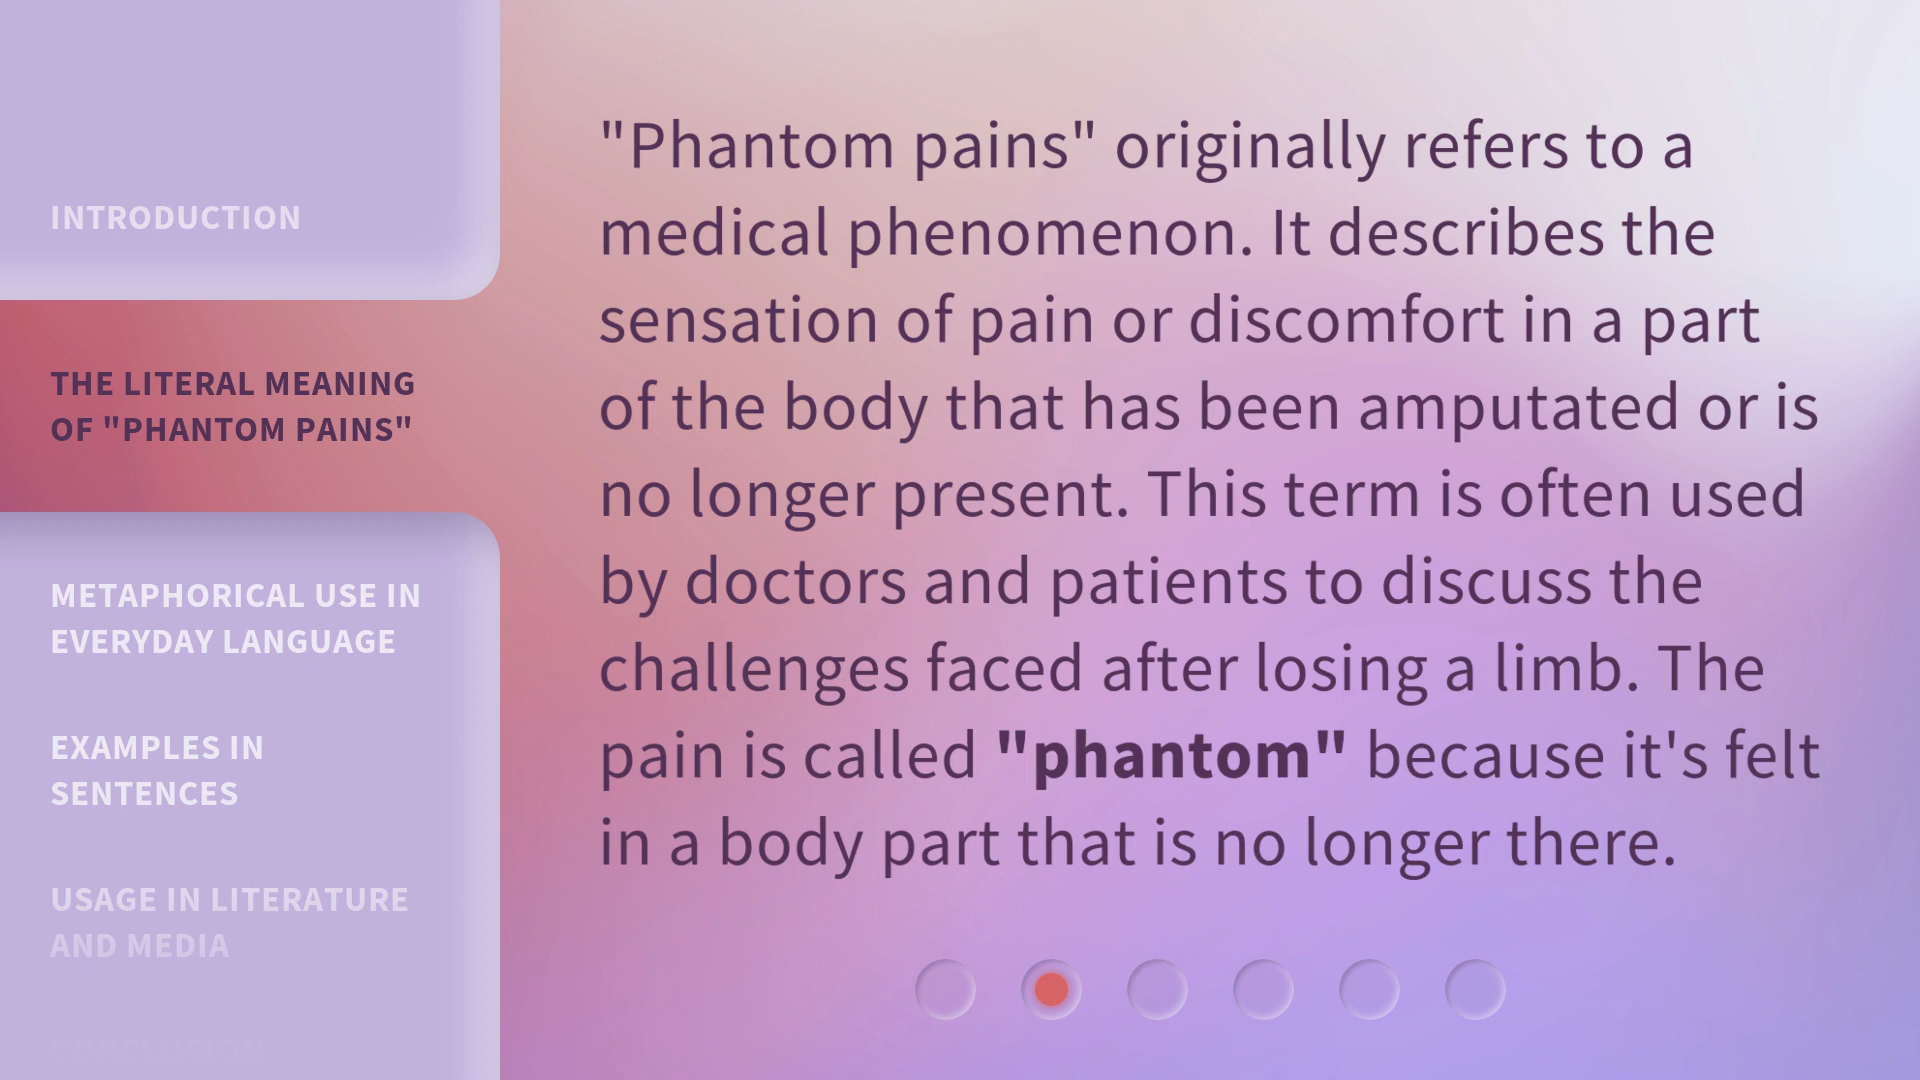 INTRODUCTION
THE LITERAL MEANING
OF "PHANTOM PAINS"
METAPHORICAL USE IN
EVERYDAY LANGUAGE
EXAMPLES IN
SENTENCES
USAGE IN LITERATURE
AND MEDIA
CONCLUSION
"Phantom pains" originally refers to a
medical phenomenon. It describes the
sensation of pain or discomfort in a part
of the body that has been amputated or is
no longer present. This term is often used
by doctors and patients to discuss the
challenges faced after losing a limb. The
pain is called "phantom" because it's felt
in a body part that is no longer there.